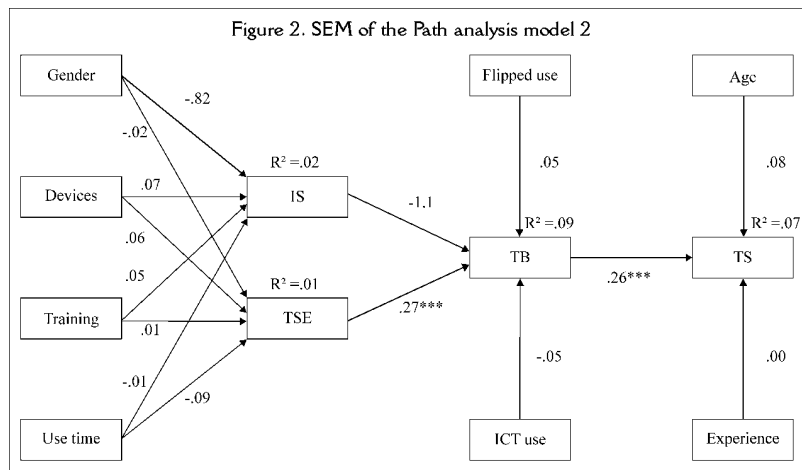 Figure 2. SEM of the Path analysis model 2
Gender
Flipped use
Age
-.82
-.02
R² =.02
.05
.08
Devices
.07
IS
-1.1
R² =.09
R² =.07
.06
TB
TS
.05
R² =.01
.26***
Training
.01
TSE
.27***
-.01
-.09
-.05
.00
Use time
ICT use
Experience